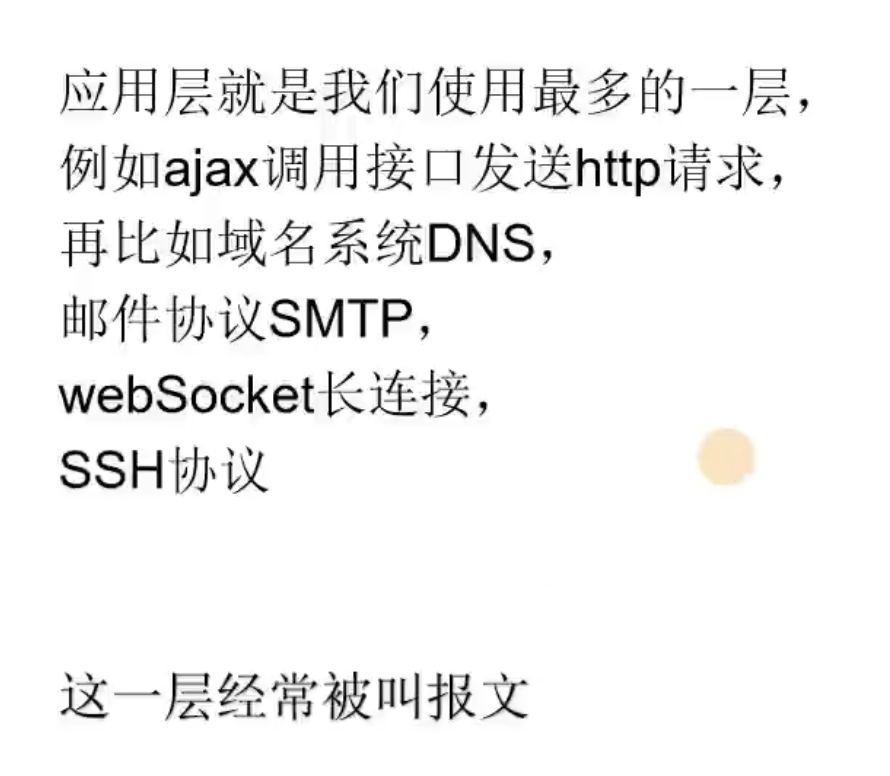 应用层就是我们使用最多的一层，
例如ajax调用接口发送http请求，
再比如域名系统DNS，
邮件协议SMTP，
webSocket长连接，
SSH协议
这一层经常被叫报文